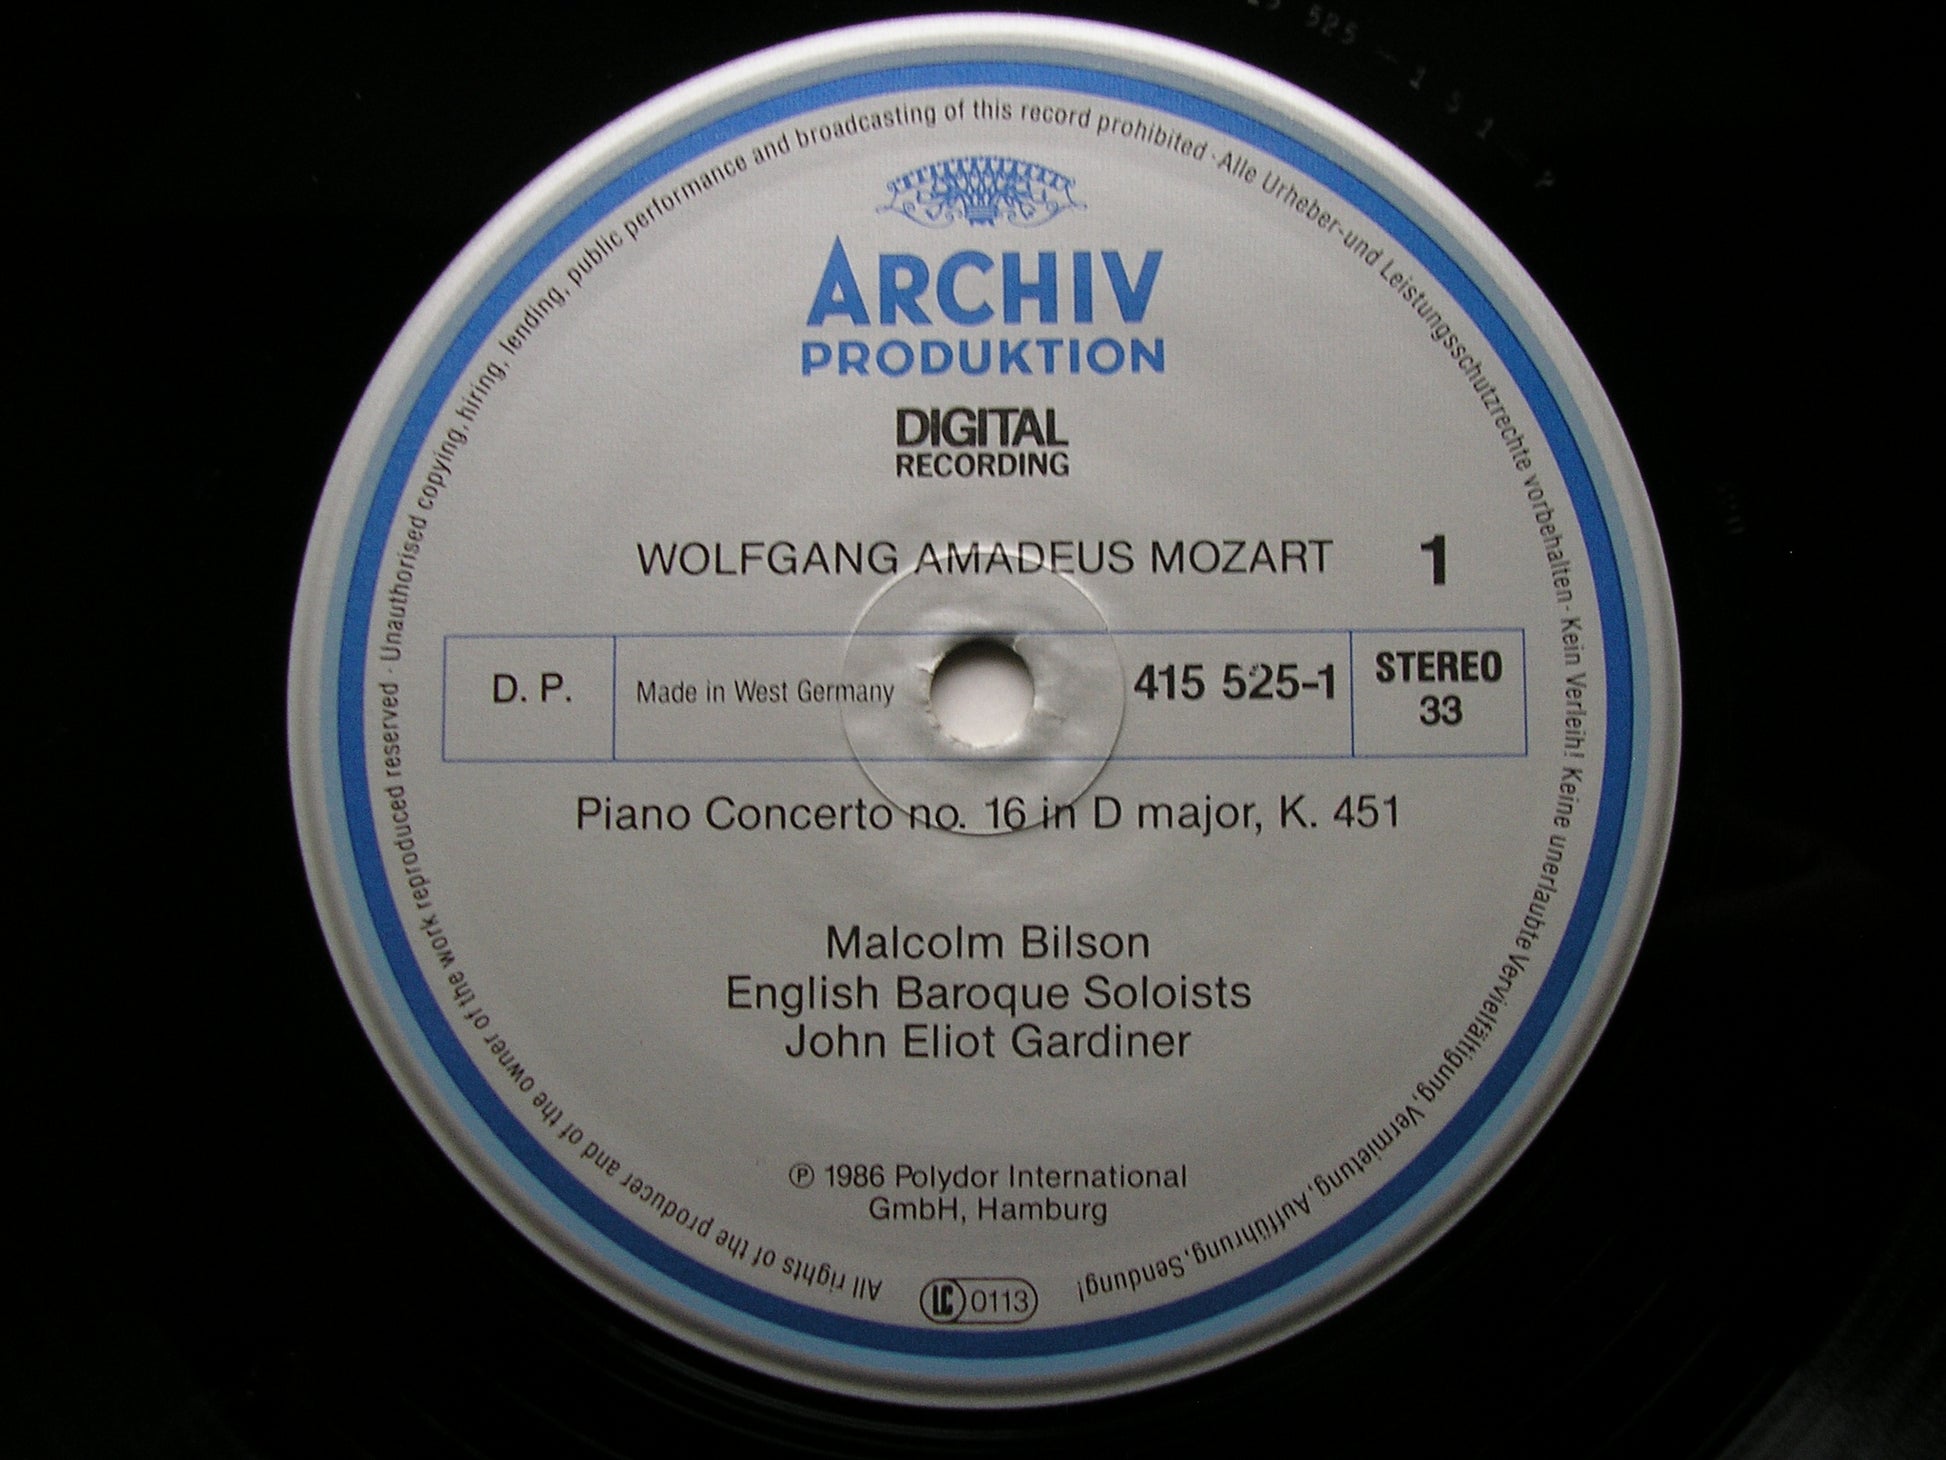 ARCHIV
PRODUKTION
DIGITAL
RECORDING
WOLFGANG AMADEUS MOZART 1
D. P. Made in West Germany 415 525-1 STEREO
33
Piano Concerto no. 16 in D major, K. 451
Malcolm Bilson
English Baroque Soloists
John Eliot Gardiner
℗ 1986 Polydor International
GmbH, Hamburg
LC 0113
All rights of the producer and of the owner of the work reproduced reserved · Unauthorised copying, hiring, lending, public performance and broadcasting of this record prohibited · Alle Urheber-und Leistungsschutzrechte vorbehalten · Kein Verleih! Keine unerlaubte Vervielfältigung, Vermietung, Aufführung, Sendung!
525-1 S 1